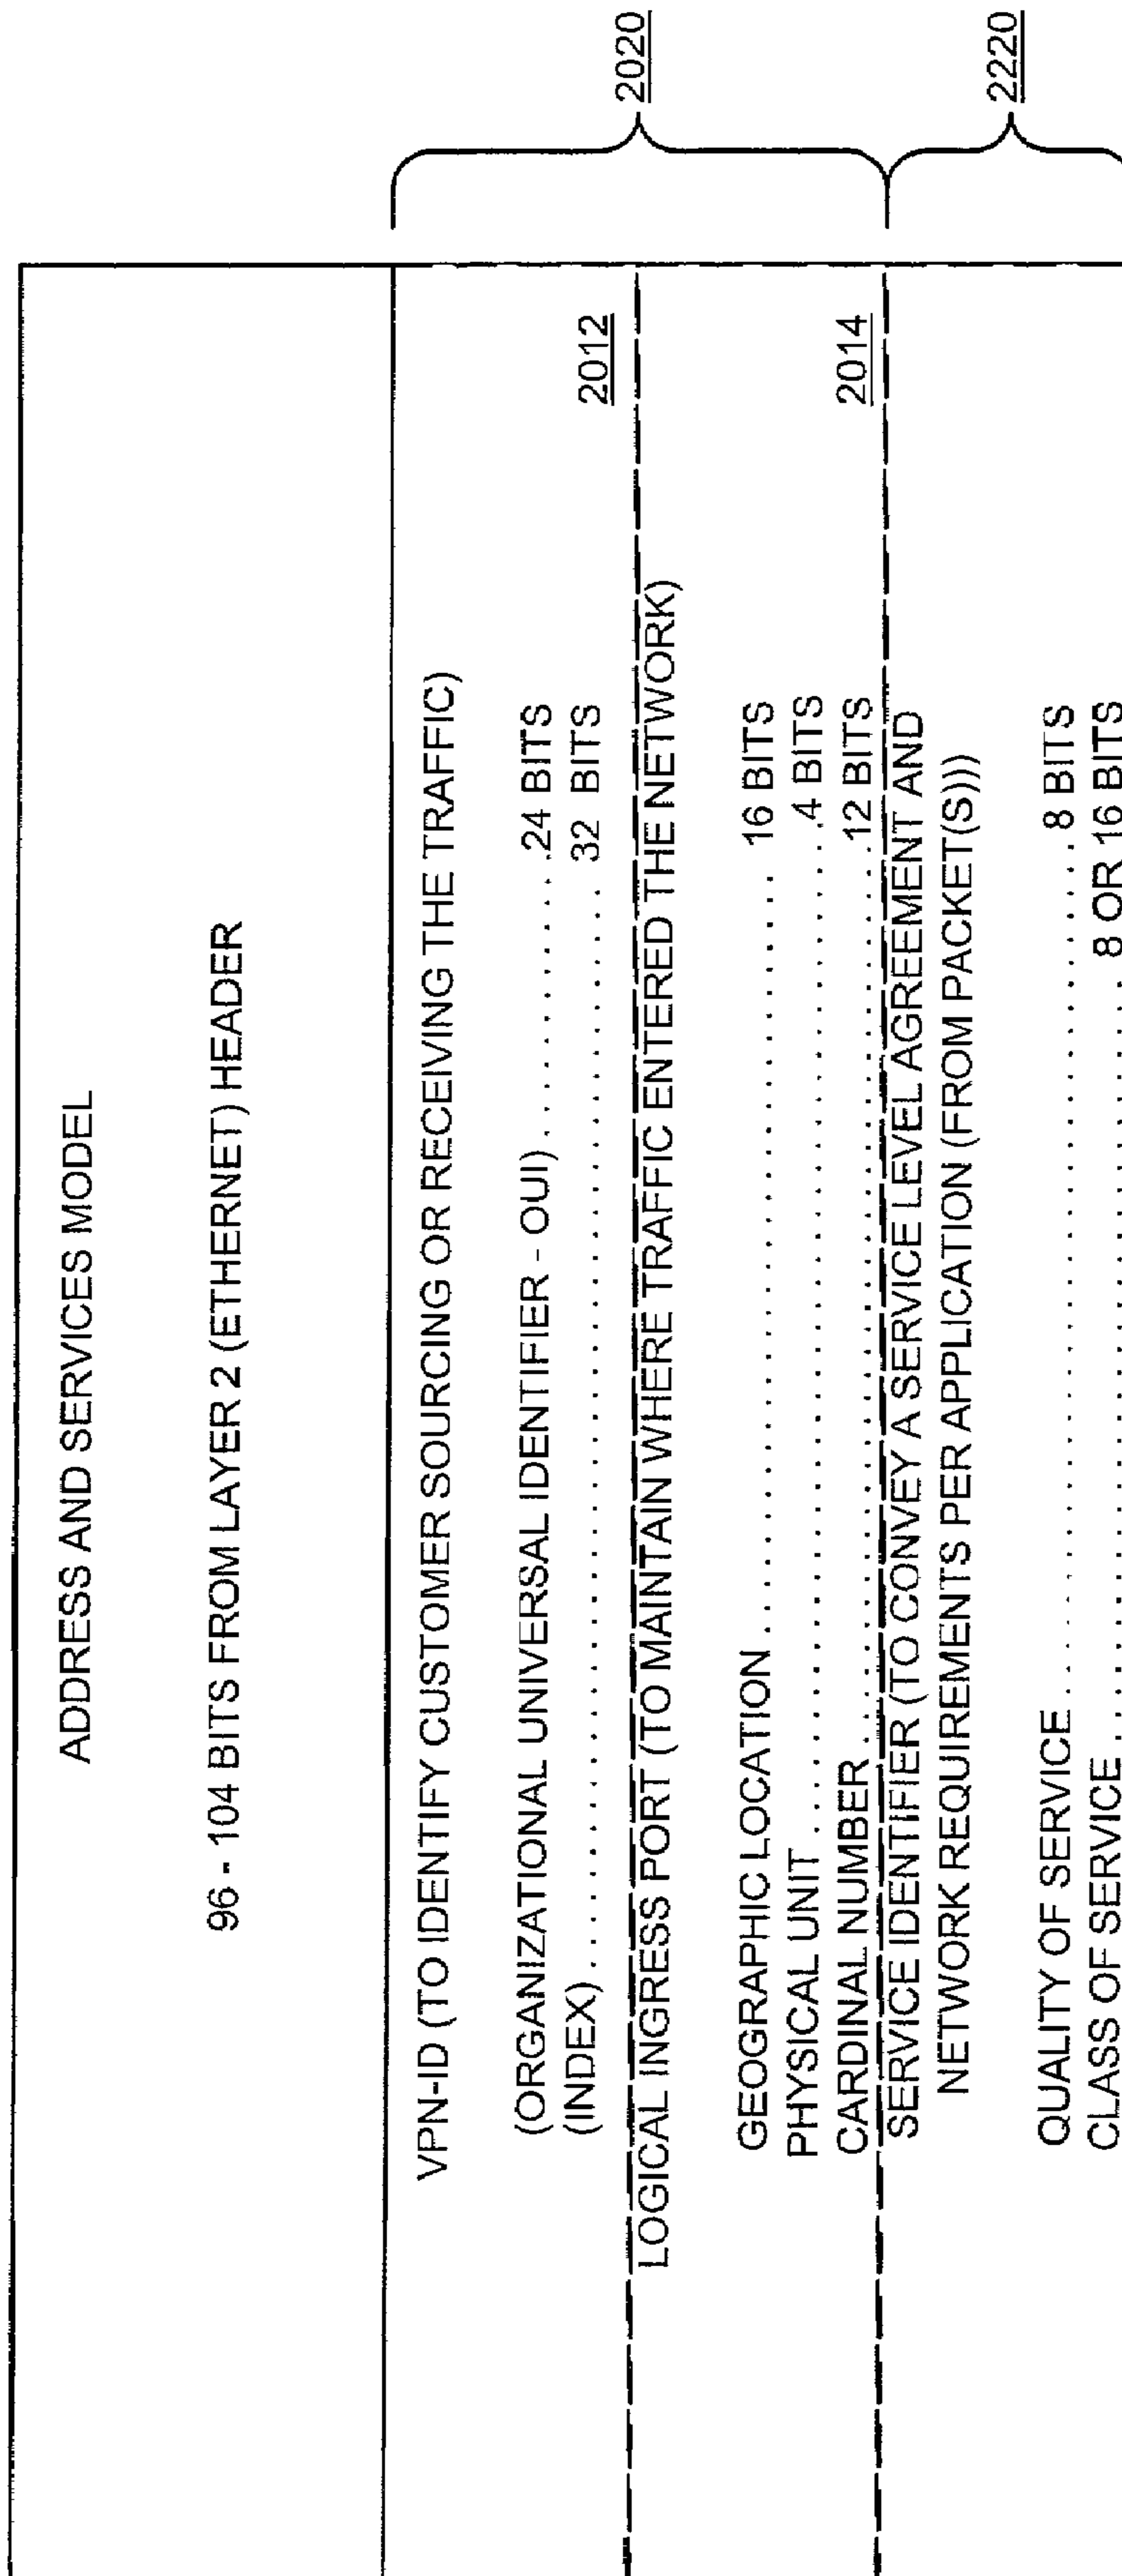 ADDRESS AND SERVICES MODEL
96 - 104 BITS FROM LAYER 2 (ETHERNET) HEADER
VPN-ID (TO IDENTIFY CUSTOMER SOURCING OR RECEIVING THE TRAFFIC)
(ORGANIZATIONAL UNIVERSAL IDENTIFIER - OUI) . . . . . . . . . . . 24 BITS
(INDEX) . . . . . . . . . . . . . . . . . . . . . . . . . . . . . . 32 BITS
2012
LOGICAL INGRESS PORT (TO MAINTAIN WHERE TRAFFIC ENTERED THE NETWORK)
GEOGRAPHIC LOCATION . . . . . . . . . . . . . . . . . . . . . 16 BITS
PHYSICAL UNIT . . . . . . . . . . . . . . . . . . . . . . . . . . .4 BITS
CARDINAL NUMBER . . . . . . . . . . . . . . . . . . . . . . . .12 BITS
2014
2020
SERVICE IDENTIFIER (TO CONVEY A SERVICE LEVEL AGREEMENT AND
NETWORK REQUIREMENTS PER APPLICATION (FROM PACKET(S)))
QUALITY OF SERVICE . . . . . . . . . . . . . . . . . . . . . . . 8 BITS
CLASS OF SERVICE . . . . . . . . . . . . . . . . . . . . 8 OR 16 BITS
2220